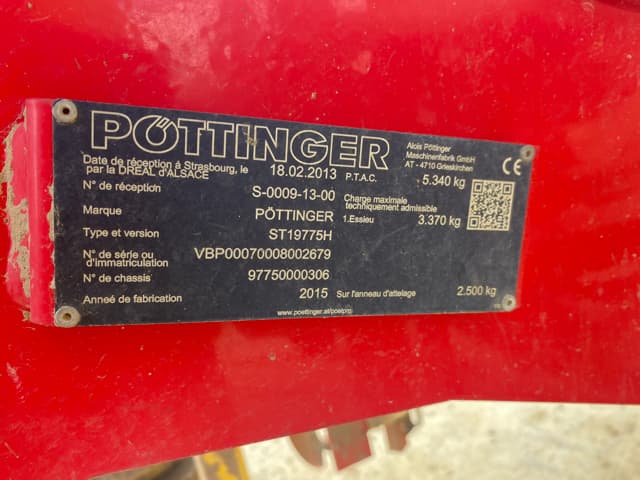 PÖTTINGER
Alois Pöttinger
Maschinenfabrik GmbH
AT - 4710 Grieskirchen
CE
Date de réception à Strasbourg, le
par la DREAL d'ALSACE
18.02.2013
P.T.A.C.
5.340 kg
N° de réception
S-0009-13-00
Charge maximale
techniquement admissible
Marque
PÖTTINGER
1.Essieu
3.370 kg
Type et version
ST19775H
N° de série ou
d'immatriculation
VBP00070008002679
N° de chassis
97750000306
Anneé de fabrication
2015
Sur l'anneau d'attelage
2.500 kg
www.poettinger.at/poetpro